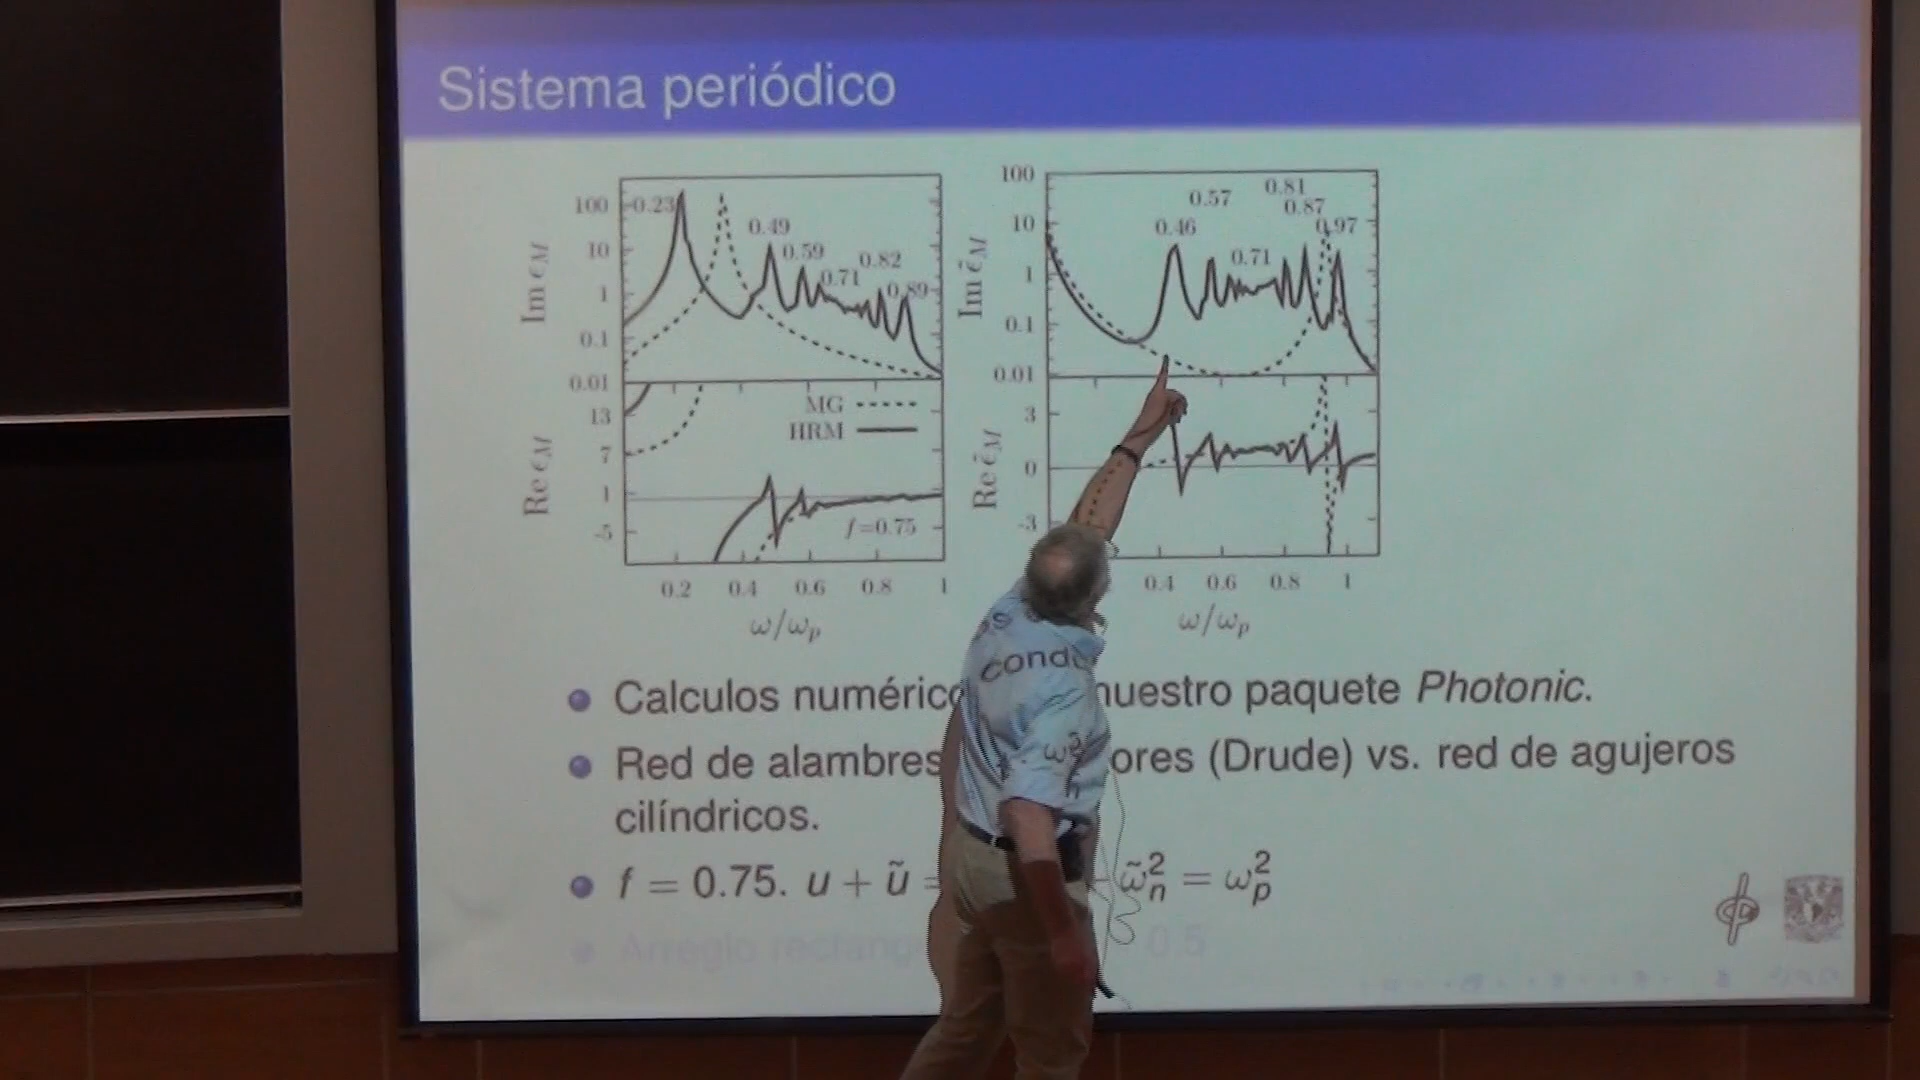 Sistema periódico
100
10
1
0.1
0.01
Im ϵ_M
0.23
0.49
0.59
0.71
0.82
0.89
13
7
1
-5
Re ϵ_M
MG
HRM
f=0.75
0.2 0.4 0.6 0.8 1
ω/ω_p
100
10
1
0.1
0.01
Im ϵ̃_M
0.46
0.57
0.71
0.81
0.87
0.97
3
0
-3
Re ϵ̃_M
0.4 0.6 0.8 1
ω/ω_p
Calculos numérico nuestro paquete Photonic.
Red de alambres ores (Drude) vs. red de agujeros
cilíndricos.
f = 0.75. u + ũ = ω̃_n^2 = ω_p^2
Arreglo rectang 0.5